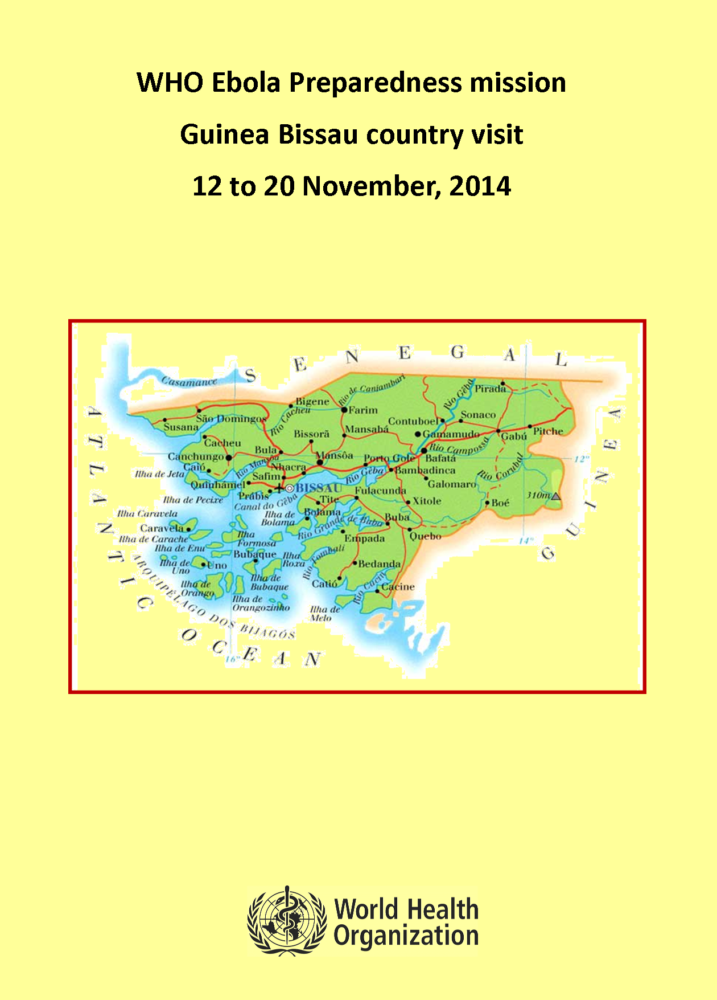 WHO Ebola Preparedness mission
Guinea Bissau country visit
12 to 20 November, 2014
SENEGAL
Casamance
Rio de Canjambari
Bigene
Rio Cacheu
Farim
Rio Gêba
Pirada
São Domingos
Susana
Contuboel
Sonaco
Mansabá
Bissorã
Gamamudo
Gabú
Pitche
Cacheu
Bula
Rio Campossa
Canchungo
Mansôa
Porto Gole
Bafatá
12°
Caió
Rio Mansôa
Nhacra
Rio Corubal
Ilha de Jeta
Safim
Rio Gêba
Bambadinca
Quinhámel
BISSAU
Galomaro
Prábis
Fulacunda
310m
Ilha de Pecixe
Canal do Gêba
Tite
Xitole
Boé
Ilha Caravela
Ilha de
Bolama
Bolama
Buba
Caravela
Rio Grande de Buba
Ilha de Carache
Ilha
Formosa
Empada
Quebo
14°
Ilha de Enu
Bubaque
Ilha
Roxa
Rio Tombali
Ilha de
Uno
Uno
Bedanda
Ilha de
Bubaque
Ilha de
Orango
Catió
Rio Cacin
Cacine
Ilha de
Orangozinho
Ilha de
Melo
ARQUIPÉLAGO DOS BIJAGÓS
16°
ATLANTIC OCEAN
GUINEA
World Health
Organization